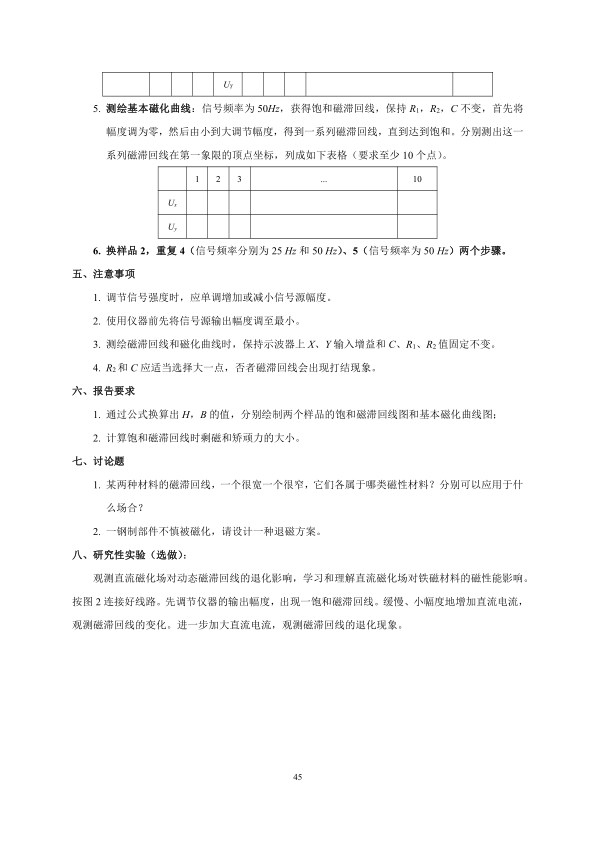 Uy
5. 测绘基本磁化曲线：信号频率为 50Hz，获得饱和磁滞回线，保持 R1，R2，C 不变，首先将
幅度调为零，然后由小到大调节幅度，得到一系列磁滞回线，直到达到饱和。分别测出这一
系列磁滞回线在第一象限的顶点坐标，列成如下表格（要求至少 10 个点）。
1 2 3 ... 10
Ux
Uy
6. 换样品 2，重复 4（信号频率分别为 25 Hz 和 50 Hz）、5（信号频率为 50 Hz）两个步骤。
五、注意事项
1. 调节信号强度时，应单调增加或减小信号源幅度。
2. 使用仪器前先将信号源输出幅度调至最小。
3. 测绘磁滞回线和磁化曲线时，保持示波器上 X、Y 输入增益和 C、R1、R2 值固定不变。
4. R2 和 C 应适当选择大一点，否者磁滞回线会出现打结现象。
六、报告要求
1. 通过公式换算出 H，B 的值，分别绘制两个样品的饱和磁滞回线图和基本磁化曲线图；
2. 计算饱和磁滞回线时剩磁和矫顽力的大小。
七、讨论题
1. 某两种材料的磁滞回线，一个很宽一个很窄，它们各属于哪类磁性材料？分别可以应用于什
么场合？
2. 一钢制部件不慎被磁化，请设计一种退磁方案。
八、研究性实验（选做）：
观测直流磁化场对动态磁滞回线的退化影响，学习和理解直流磁化场对铁磁材料的磁性能影响。
按图 2 连接好线路。先调节仪器的输出幅度，出现一饱和磁滞回线。缓慢、小幅度地增加直流电流，
观测磁滞回线的变化。进一步加大直流电流，观测磁滞回线的退化现象。
45